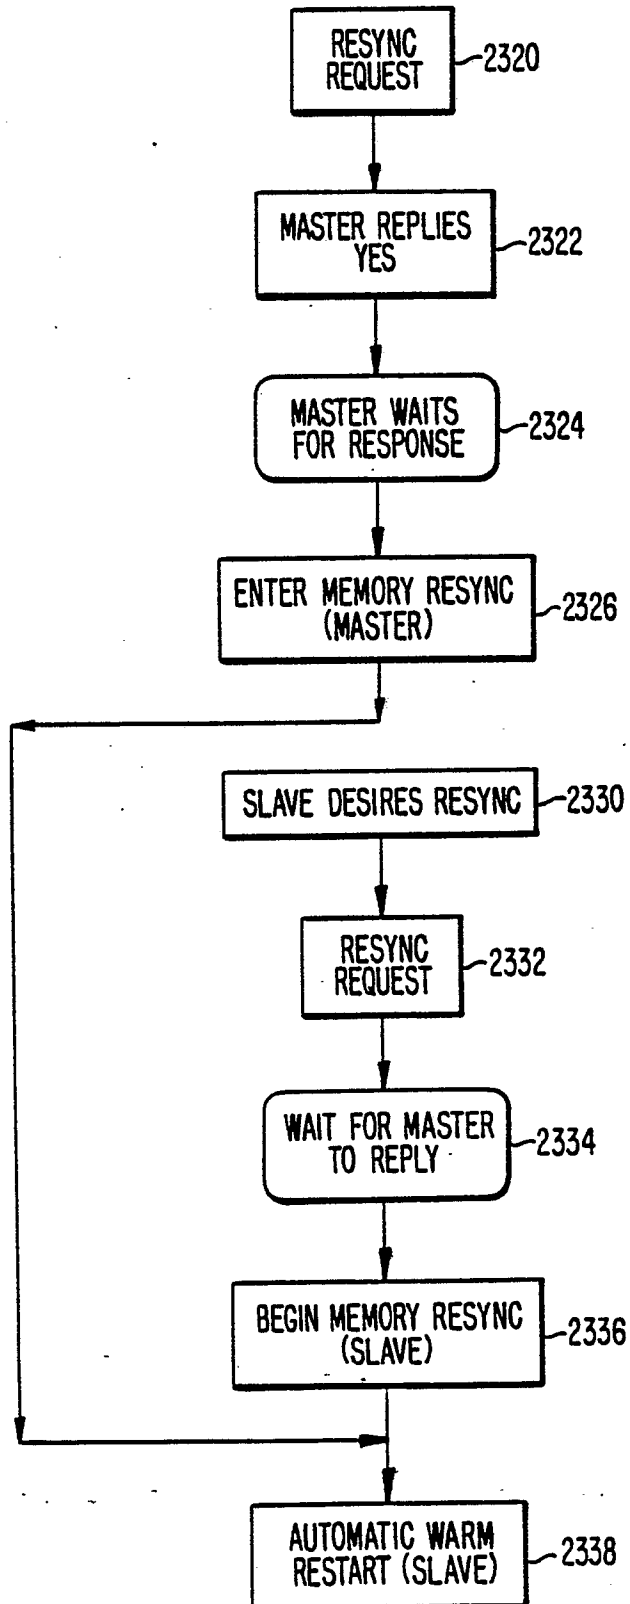 RESYNC
REQUEST
2320
MASTER REPLIES
YES
2322
MASTER WAITS
FOR RESPONSE
2324
ENTER MEMORY RESYNC
(MASTER)
2326
SLAVE DESIRES RESYNC
2330
RESYNC
REQUEST
2332
WAIT FOR MASTER
TO REPLY
2334
BEGIN MEMORY RESYNC
(SLAVE)
2336
AUTOMATIC WARM
RESTART (SLAVE)
2338